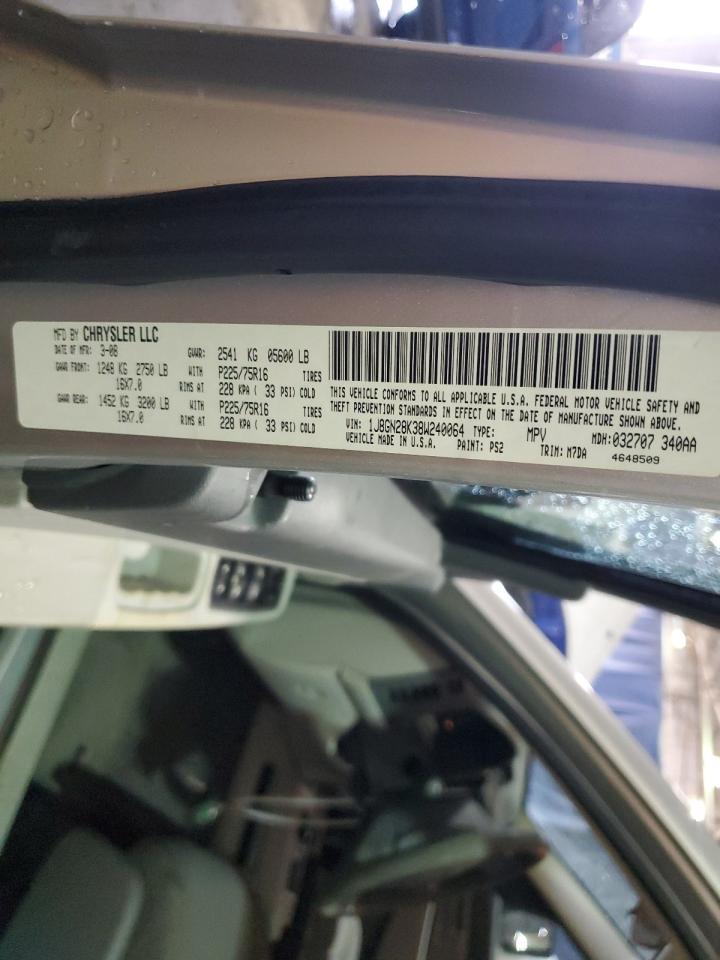 MFD BY CHRYSLER LLC
DATE OF MFR: 3-08 GVWR: 2541 KG 05600 LB
GAWR FRONT: 1248 KG 2750 LB WITH P225/75R16 TIRES
16X7.0 RIMS AT 228 KPA ( 33 PSI) COLD
GAWR REAR: 1452 KG 3200 LB WITH P225/75R16 TIRES
16X7.0 RIMS AT 228 KPA ( 33 PSI) COLD
THIS VEHICLE CONFORMS TO ALL APPLICABLE U.S.A. FEDERAL MOTOR VEHICLE SAFETY AND
THEFT PREVENTION STANDARDS IN EFFECT ON THE DATE OF MANUFACTURE SHOWN ABOVE.
VIN: 1J8GN28K38W240064 TYPE: MPV MDH: 032707 340AA
VEHICLE MADE IN U.S.A. PAINT: PS2 TRIM: M7DA 4648509